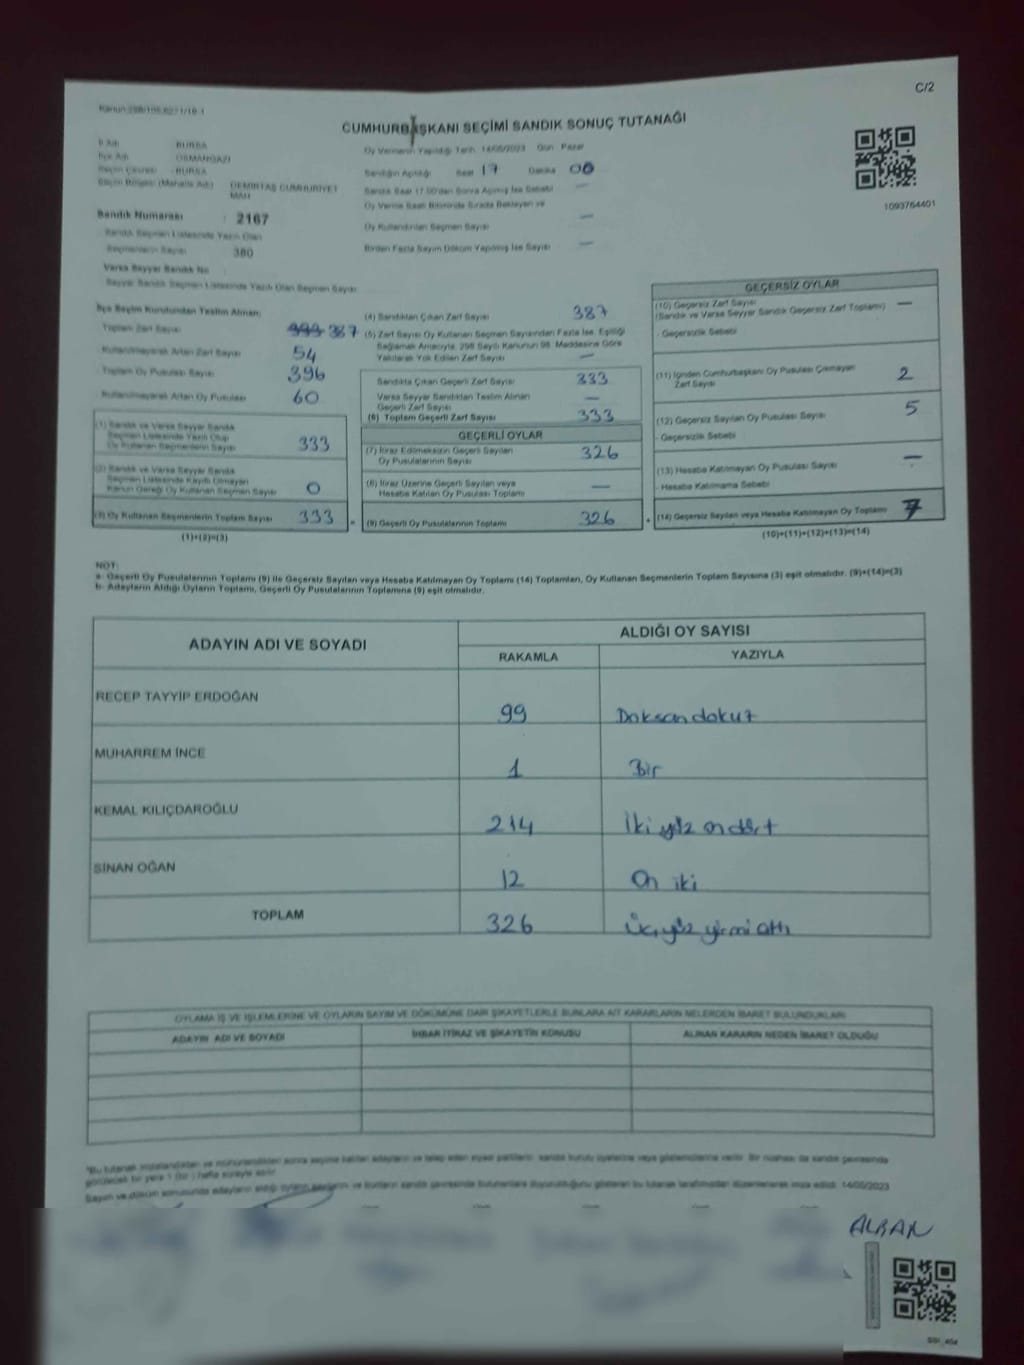 C/2
Kanun:298/105,6271/19-1
CUMHURBAŞKANI SEÇİMİ SANDIK SONUÇ TUTANAĞI
İl Adı : BURSA
İlçe Adı : OSMANGAZİ
Seçim Çevresi : BURSA
Seçim Bölgesi (Mahalle Adı) : DEMİRTAŞ CUMHURİYET MAH.
Oy Vermenin Yapıldığı Tarih 14/05/2023 Gün Pazar
Sandığın Açıldığı Saat 17 Dakika 00
Sandık Saat 17.00'dan Sonra Açılmış İse Sebebi —
Oy Verme Saati Bitiminde Sırada Bekleyen ve
Oy Kullandırılan Seçmen Sayısı —
Birden Fazla Sayım Döküm Yapılmış İse Sayısı —
1093764401
Sandık Numarası : 2167
Sandık Seçmen Listesinde Yazılı Olan
Seçmenlerin Sayısı 380
Varsa Seyyar Sandık No :
Seyyar Sandık Seçmen Listesinde Yazılı Olan Seçmen Sayısı
İlçe Seçim Kurulundan Teslim Alınan;
Toplam Zarf Sayısı 387
Kullanılmayarak Artan Zarf Sayısı 54
Toplam Oy Pusulası Sayısı 396
Kullanılmayarak Artan Oy Pusulası 60
(1) Sandık ve Varsa Seyyar Sandık
Seçmen Listesinde Yazılı Olup
Oy Kullanan Seçmenlerin Sayısı 333
(2) Sandık ve Varsa Seyyar Sandık
Seçmen Listesinde Kayıtlı Olmayan
Kanun Gereği Oy Kullanan Seçmen Sayısı 0
(3) Oy Kullanan Seçmenlerin Toplam Sayısı 333
(1)+(2)=(3)
(4) Sandıktan Çıkan Zarf Sayısı 387
(5) Zarf Sayısı Oy Kullanan Seçmen Sayısından Fazla İse, Eşitliği
Sağlamak Amacıyla, 298 Sayılı Kanunun 98. Maddesine Göre
Yakılarak Yok Edilen Zarf Sayısı —
Sandıkta Çıkan Geçerli Zarf Sayısı 333
Varsa Seyyar Sandıktan Teslim Alınan
Geçerli Zarf Sayısı —
(6) Toplam Geçerli Zarf Sayısı 333
GEÇERLİ OYLAR
(7) İtiraz Edilmeksizin Geçerli Sayılan
Oy Pusulalarının Sayısı 326
(8) İtiraz Üzerine Geçerli Sayılan veya
Hesaba Katılan Oy Pusulası Toplamı —
(9) Geçerli Oy Pusulalarının Toplamı 326
GEÇERSİZ OYLAR
(10) Geçersiz Zarf Sayısı —
(Sandık ve Varsa Seyyar Sandık Geçersiz Zarf Toplamı)
- Geçersizlik Sebebi
(11) İçinden Cumhurbaşkanı Oy Pusulası Çıkmayan
Zarf Sayısı 2
(12) Geçersiz Sayılan Oy Pusulası Sayısı 5
- Geçersizlik Sebebi
(13) Hesaba Katılmayan Oy Pusulası Sayısı —
- Hesaba Katılmama Sebebi
(14) Geçersiz Sayılan veya Hesaba Katılmayan Oy Toplamı 7
(10)+(11)+(12)+(13)=(14)
NOT:
a- Geçerli Oy Pusulalarının Toplamı (9) ile Geçersiz Sayılan veya Hesaba Katılmayan Oy Toplamı (14) Toplamları, Oy Kullanan Seçmenlerin Toplam Sayısına (3) eşit olmalıdır. (9)+(14)=(3)
b- Adayların Aldığı Oyların Toplamı, Geçerli Oy Pusulalarının Toplamına (9) eşit olmalıdır.
ADAYIN ADI VE SOYADI
ALDIĞI OY SAYISI
RAKAMLA YAZIYLA
RECEP TAYYİP ERDOĞAN 99 Doksan dokuz
MUHARREM İNCE 1 Bir
KEMAL KILIÇDAROĞLU 214 İki yüz on dört
SİNAN OĞAN 12 On iki
TOPLAM 326 Üç yüz yirmi altı
OYLAMA İŞ VE İŞLEMLERİNE VE OYLARIN SAYIM VE DÖKÜMÜNE DAİR ŞİKAYETLERLE BUNLARA AİT KARARLARIN NELERDEN İBARET BULUNDUKLARI
ADAYIN ADI VE SOYADI İHBAR İTİRAZ VE ŞİKAYETİN KONUSU ALINAN KARARIN NEDEN İBARET OLDUĞU
*Bu tutanak imzalandıktan ve mühürlendikten sonra seçime katılan adayların ve talep eden siyasi partilerin sandık kurulu üyelerine veya gözlemcilerine verilir. Bir nüshası da sandık çevresinde
görülecek bir yere 1 (bir) hafta süreyle asılır.
Sayım ve döküm sonucunda adayların aldığı oyların sayılarını ve bunların sandık çevresinde bulunanlara duyurulduğunu gösteren bu tutanak tarafımızdan düzenlenerek imza edildi. 14/05/2023
ALBAN